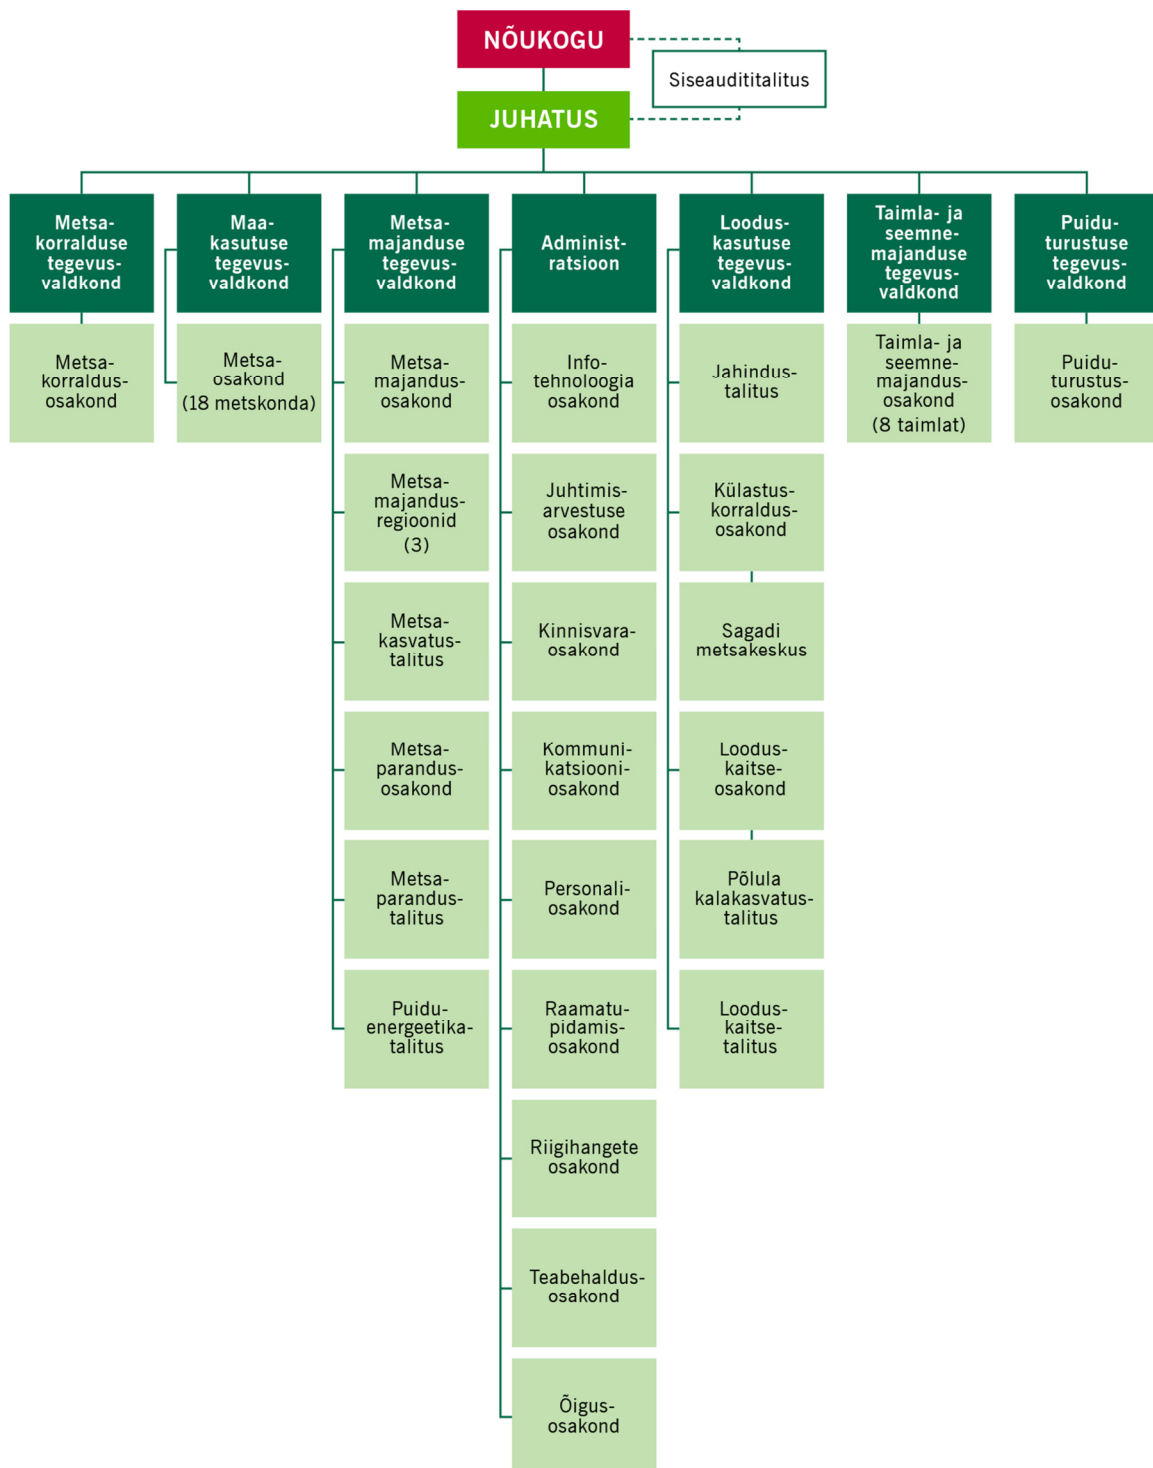 NÕUKOGU
Siseaudititalitus
JUHATUS
Metsa-
korralduse
tegevus-
valdkond
Metsa-
korraldus-
osakond
Maa-
kasutuse
tegevus-
valdkond
Metsa-
osakond
(18 metskonda)
Metsa-
majanduse
tegevus-
valdkond
Metsa-
majandus-
osakond
Metsa-
majandus-
regioonid
(3)
Metsa-
kasvatus-
talitus
Metsa-
parandus-
osakond
Metsa-
parandus-
talitus
Puidu-
energeetika-
talitus
Administ-
ratsioon
Info-
tehnoloogia
osakond
Juhtimis-
arvestuse
osakond
Kinnisvara-
osakond
Kommuni-
katsiooni-
osakond
Personali-
osakond
Raamatu-
pidamis-
osakond
Riigihangete
osakond
Teabehaldus-
osakond
Õigus-
osakond
Loodus-
kasutuse
tegevus-
valdkond
Jahindus-
talitus
Külastus-
korraldus-
osakond
Sagadi
metsakeskus
Loodus-
kaitse-
osakond
Põlula
kalakasvatus-
talitus
Loodus-
kaitse-
talitus
Taimla- ja
seemne-
majanduse
tegevus-
valdkond
Taimla- ja
seemne-
majandus-
osakond
(8 taimlat)
Puidu-
turustuse
tegevus-
valdkond
Puidu-
turustus-
osakond